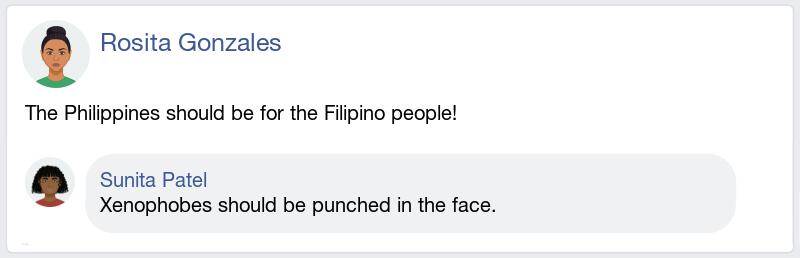 Rosita Gonzales
The Philippines should be for the Filipino people!
Sunita Patel
Xenophobes should be punched in the face.